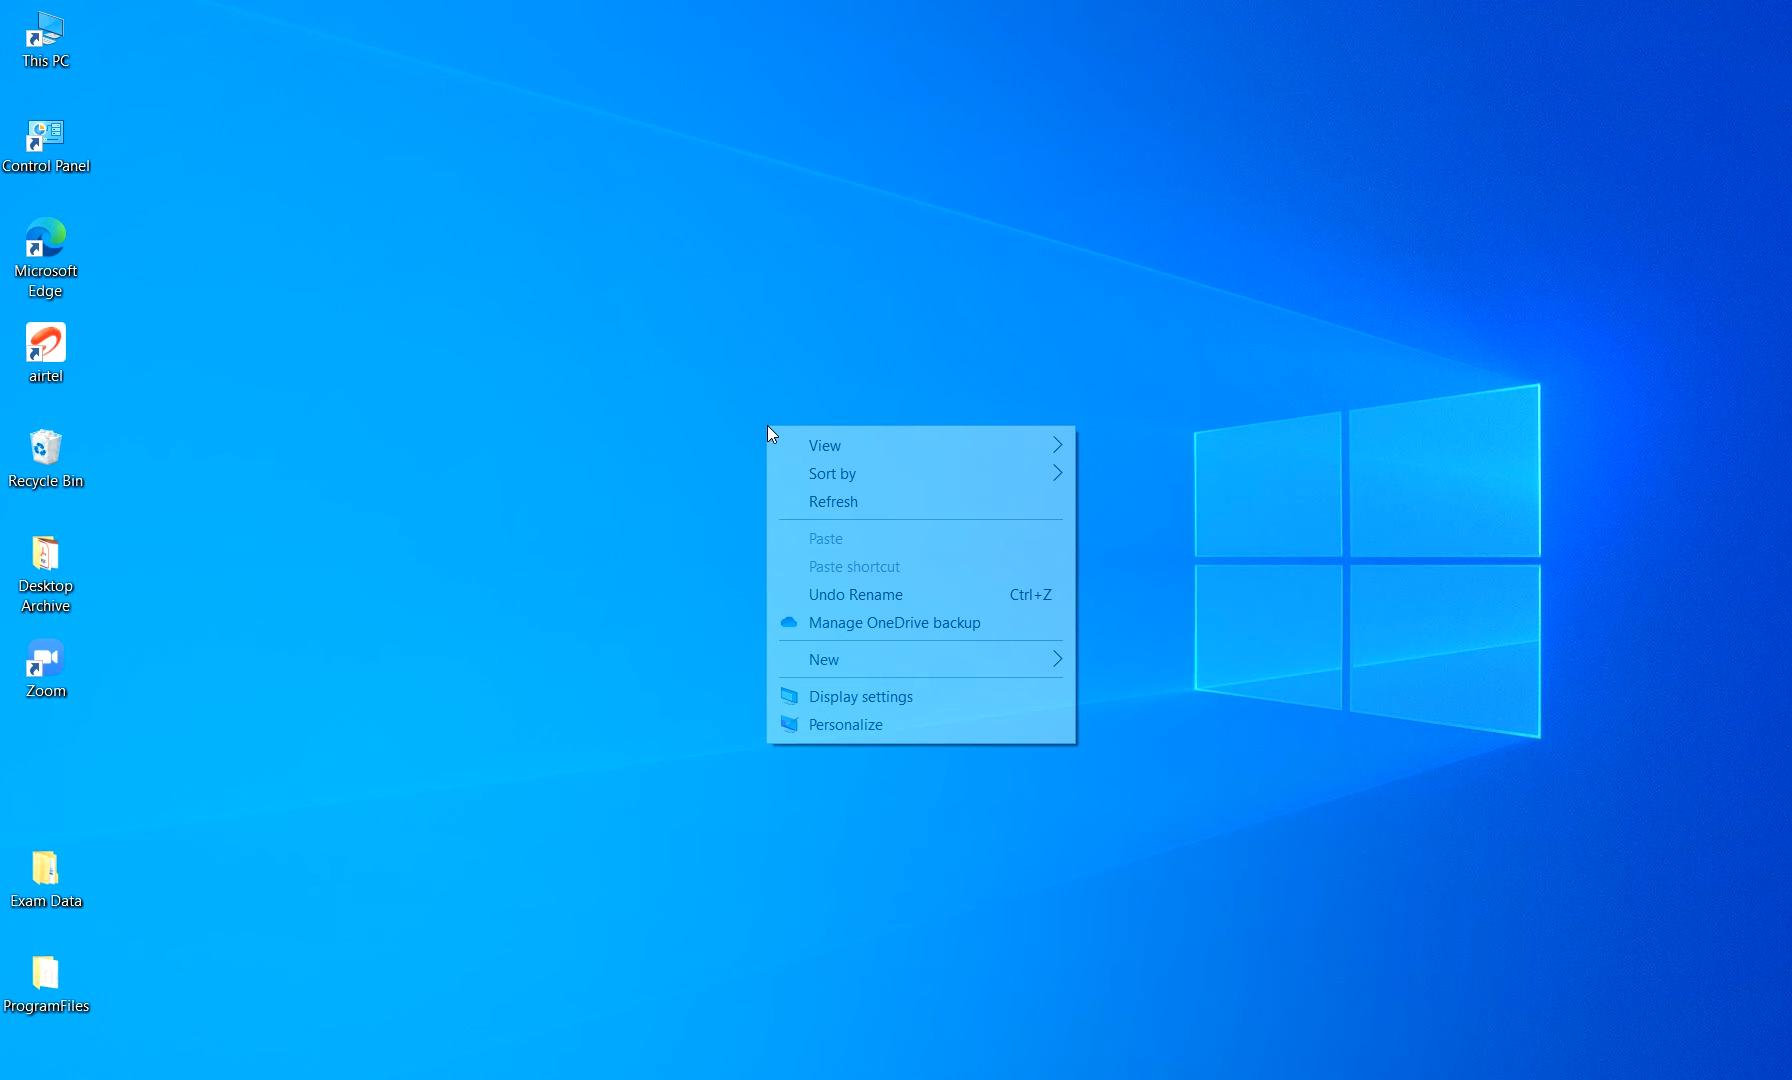 This PC
Control Panel
Microsoft
Edge
airtel
Recycle Bin
Desktop
Archive
Zoom
Exam Data
ProgramFiles
View
Sort by
Refresh
Paste
Paste shortcut
Undo Rename Ctrl+Z
Manage OneDrive backup
New
Display settings
Personalize